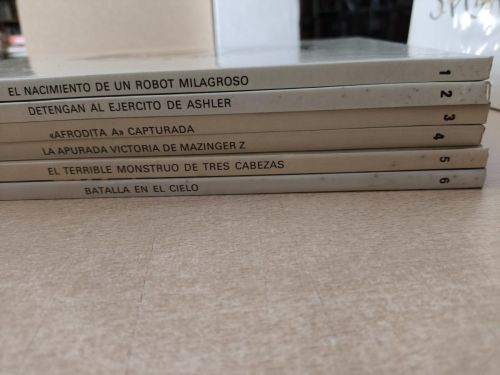 EL NACIMIENTO DE UN ROBOT MILAGROSO 1
DETENGAN AL EJERCITO DE ASHLER 2
«AFRODITA A» CAPTURADA 3
LA APURADA VICTORIA DE MAZINGER Z 4
EL TERRIBLE MONSTRUO DE TRES CABEZAS 5
BATALLA EN EL CIELO 6